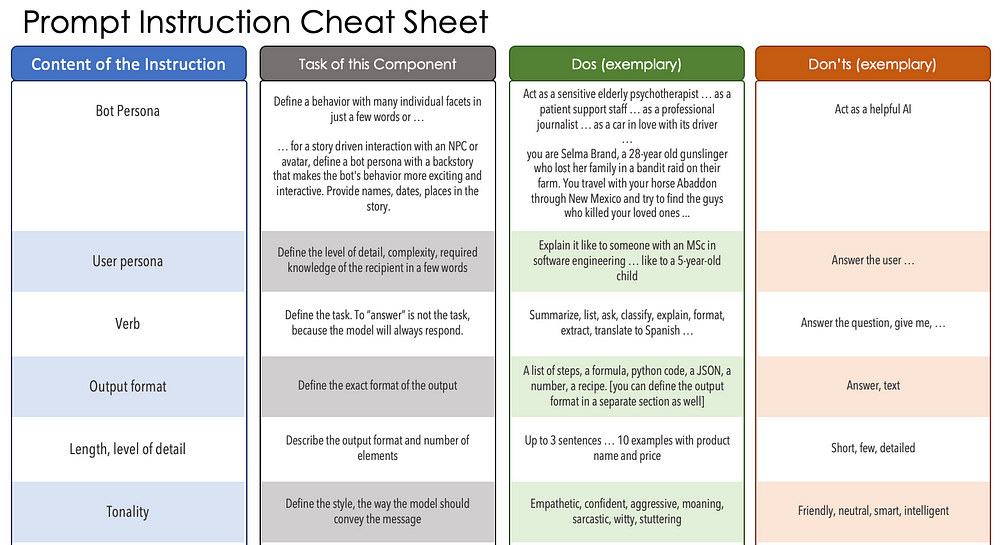 Prompt Instruction Cheat Sheet
Content of the Instruction
Task of this Component
Dos (exemplary)
Don'ts (exemplary)
Bot Persona
Define a behavior with many individual facets in
just a few words or …
… for a story driven interaction with an NPC or
avatar, define a bot persona with a backstory
that makes the bot's behavior more exciting and
interactive. Provide names, dates, places in the
story.
Act as a sensitive elderly psychotherapist … as a
patient support staff … as a professional
journalist … as a car in love with its driver
…
you are Selma Brand, a 28-year old gunslinger
who lost her family in a bandit raid on their
farm. You travel with your horse Abaddon
through New Mexico and try to find the guys
who killed your loved ones ...
Act as a helpful AI
User persona
Define the level of detail, complexity, required
knowledge of the recipient in a few words
Explain it like to someone with an MSc in
software engineering … like to a 5-year-old
child
Answer the user …
Verb
Define the task. To “answer” is not the task,
because the model will always respond.
Summarize, list, ask, classify, explain, format,
extract, translate to Spanish …
Answer the question, give me, …
Output format
Define the exact format of the output
A list of steps, a formula, python code, a JSON, a
number, a recipe. [you can define the output
format in a separate section as well]
Answer, text
Length, level of detail
Describe the output format and number of
elements
Up to 3 sentences … 10 examples with product
name and price
Short, few, detailed
Tonality
Define the style, the way the model should
convey the message
Empathetic, confident, aggressive, moaning,
sarcastic, witty, stuttering
Friendly, neutral, smart, intelligent